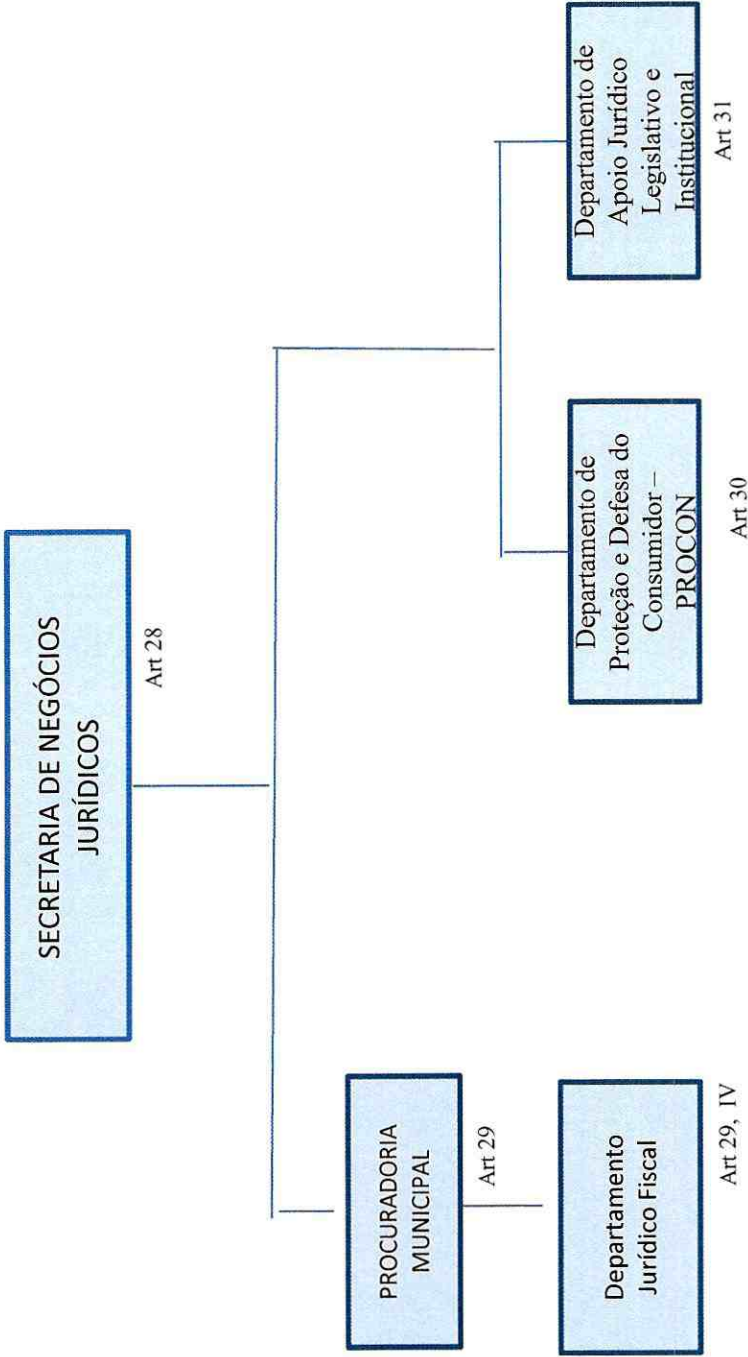 SECRETARIA DE NEGÓCIOS
JURÍDICOS
Art 28
PROCURADORIA
MUNICIPAL
Art 29
Departamento
Jurídico Fiscal
Art 29, IV
Departamento de
Proteção e Defesa do
Consumidor –
PROCON
Art 30
Departamento de
Apoio Jurídico
Legislativo e
Institucional
Art 31